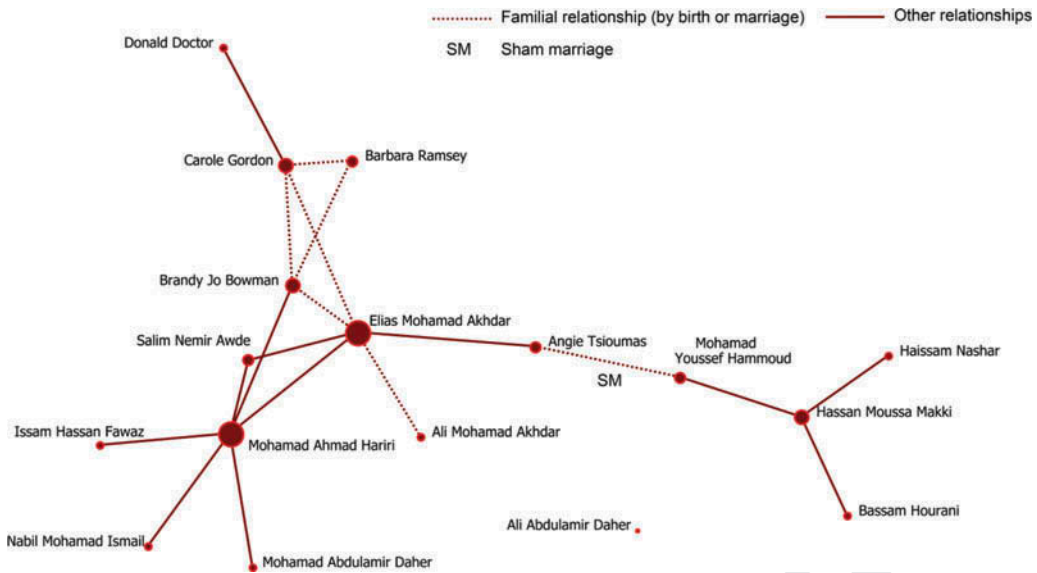 Familial relationship (by birth or marriage)
Other relationships
SM Sham marriage
Donald Doctor
Carole Gordon
Barbara Ramsey
Brandy Jo Bowman
Elias Mohamad Akhdar
Salim Nemir Awde
Angie Tsioumas
Mohamad
Youssef Hammoud
Haissam Nashar
SM
Hassan Moussa Makki
Issam Hassan Fawaz
Mohamad Ahmad Hariri
Ali Mohamad Akhdar
Bassam Hourani
Ali Abdulamir Daher
Nabil Mohamad Ismail
Mohamad Abdulamir Daher